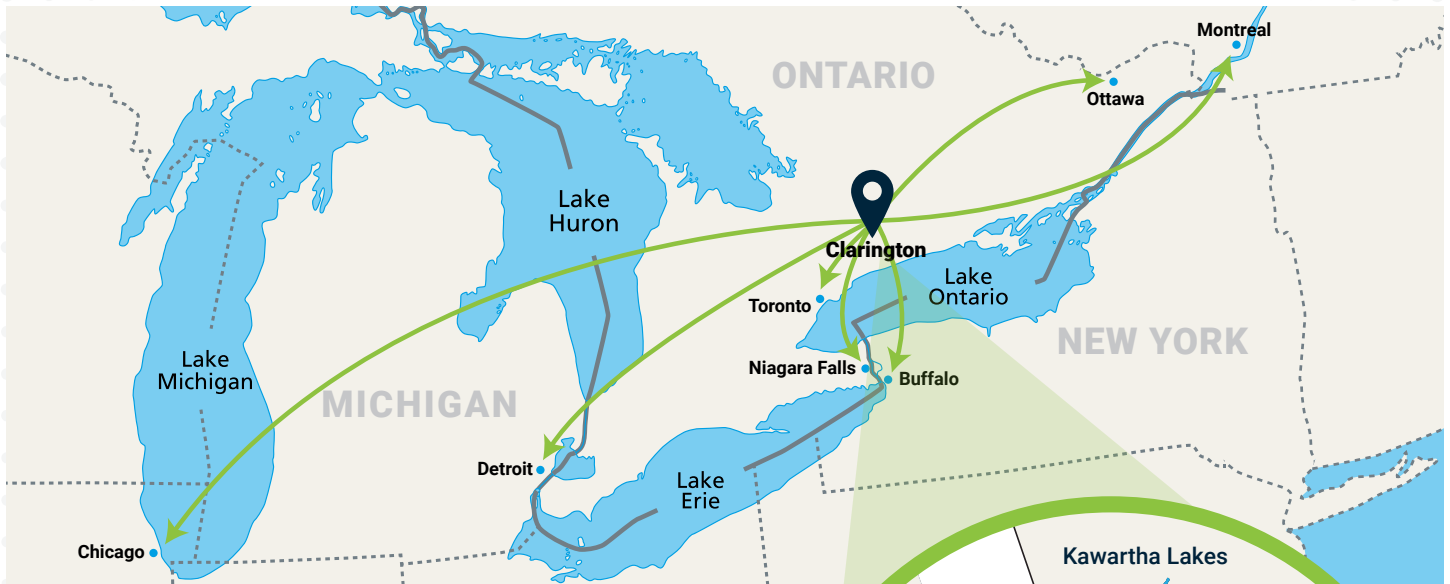 Montreal
ONTARIO
Ottawa
Lake
Huron
Clarington
Lake
Ontario
Toronto
NEW YORK
Lake
Michigan
Niagara Falls
Buffalo
MICHIGAN
Detroit
Lake
Erie
Chicago
Kawartha Lakes